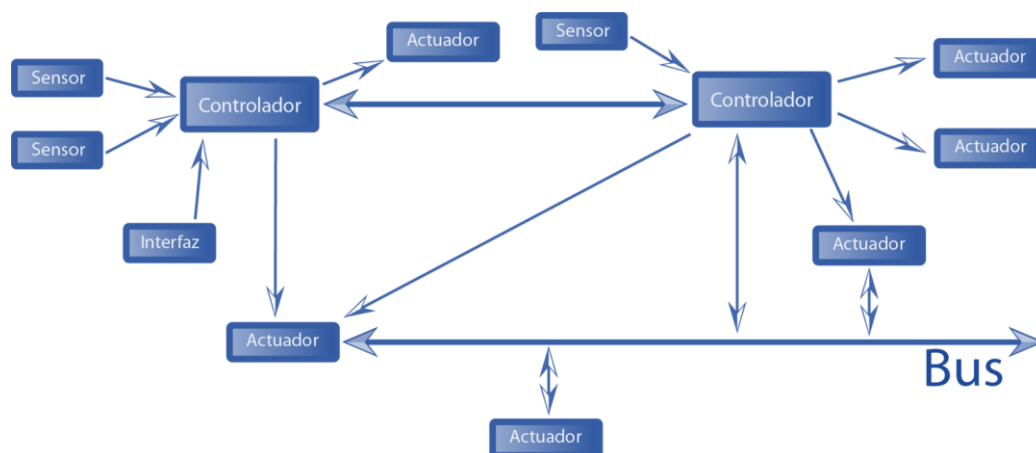 Sensor
Actuador
Actuador
Sensor
Controlador
Controlador
Sensor
Actuador
Interfaz
Actuador
Actuador
Bus
Actuador